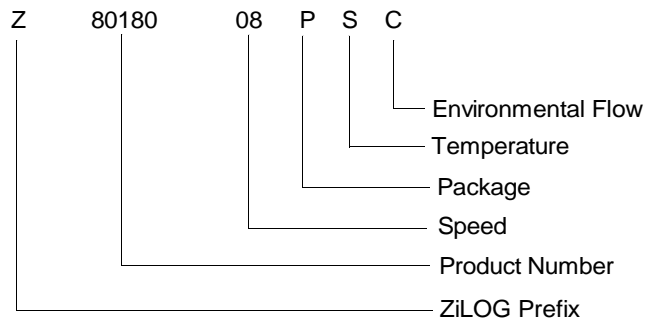 Z 80180 08 P S C
Environmental Flow
Temperature
Package
Speed
Product Number
ZiLOG Prefix